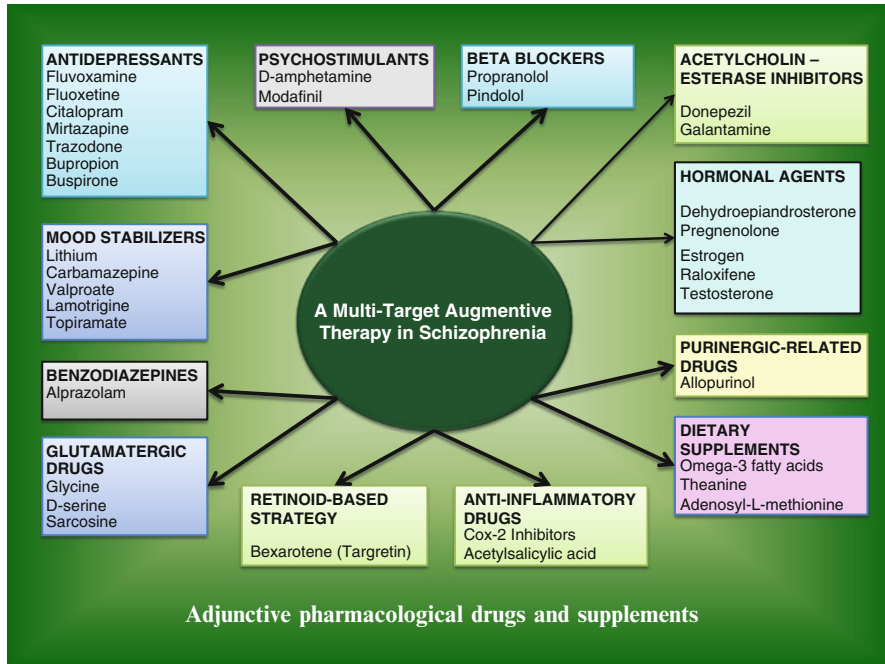 ANTIDEPRESSANTS
Fluvoxamine
Fluoxetine
Citalopram
Mirtazapine
Trazodone
Bupropion
Buspirone
PSYCHOSTIMULANTS
D-amphetamine
Modafinil
BETA BLOCKERS
Propranolol
Pindolol
ACETYLCHOLIN –
ESTERASE INHIBITORS
Donepezil
Galantamine
HORMONAL AGENTS
Dehydroepiandrosterone
Pregnenolone
Estrogen
Raloxifene
Testosterone
MOOD STABILIZERS
Lithium
Carbamazepine
Valproate
Lamotrigine
Topiramate
A Multi-Target Augmentive
Therapy in Schizophrenia
PURINERGIC-RELATED
DRUGS
Allopurinol
BENZODIAZEPINES
Alprazolam
DIETARY
SUPPLEMENTS
Omega-3 fatty acids
Theanine
Adenosyl-L-methionine
GLUTAMATERGIC
DRUGS
Glycine
D-serine
Sarcosine
RETINOID-BASED
STRATEGY
Bexarotene (Targretin)
ANTI-INFLAMMATORY
DRUGS
Cox-2 Inhibitors
Acetylsalicylic acid
Adjunctive pharmacological drugs and supplements